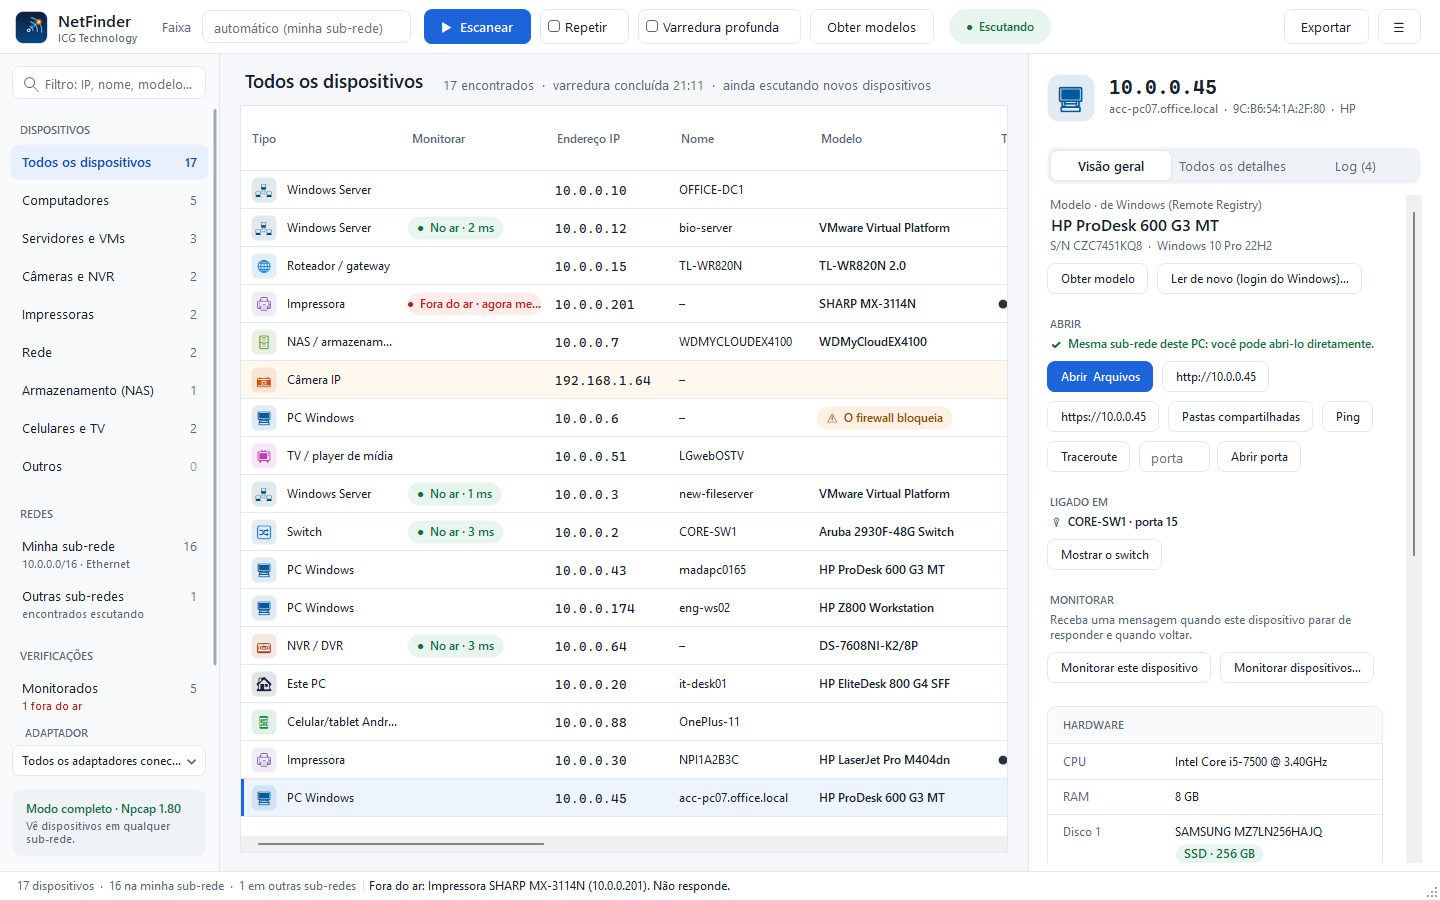 NetFinder
ICG Technology
Faixa
automático (minha sub-rede)
Escanear
Repetir
Varredura profunda
Obter modelos
Escutando
Exportar
Filtro: IP, nome, modelo...
DISPOSITIVOS
Todos os dispositivos 17
Computadores 5
Servidores e VMs 3
Câmeras e NVR 2
Impressoras 2
Rede 2
Armazenamento (NAS) 1
Celulares e TV 2
Outros 0
REDES
Minha sub-rede 16
10.0.0.0/16 · Ethernet
Outras sub-redes 1
encontrados escutando
VERIFICAÇÕES
Monitorados 5
1 fora do ar
ADAPTADOR
Todos os adaptadores conec...
Modo completo · Npcap 1.80
Vê dispositivos em qualquer
sub-rede.
Todos os dispositivos 17 encontrados · varredura concluída 21:11 · ainda escutando novos dispositivos
Tipo Monitorar Endereço IP Nome Modelo T
Windows Server 10.0.0.10 OFFICE-DC1
Windows Server No ar · 2 ms 10.0.0.12 bio-server VMware Virtual Platform
Roteador / gateway 10.0.0.15 TL-WR820N TL-WR820N 2.0
Impressora Fora do ar · agora me... 10.0.0.201 – SHARP MX-3114N
NAS / armazenam... 10.0.0.7 WDMYCLOUDEX4100 WDMyCloudEX4100
Câmera IP 192.168.1.64 –
PC Windows 10.0.0.6 – O firewall bloqueia
TV / player de mídia 10.0.0.51 LGwebOSTV
Windows Server No ar · 1 ms 10.0.0.3 new-fileserver VMware Virtual Platform
Switch No ar · 3 ms 10.0.0.2 CORE-SW1 Aruba 2930F-48G Switch
PC Windows 10.0.0.43 madapc0165 HP ProDesk 600 G3 MT
PC Windows 10.0.0.174 eng-ws02 HP Z800 Workstation
NVR / DVR No ar · 3 ms 10.0.0.64 – DS-7608NI-K2/8P
Este PC 10.0.0.20 it-desk01 HP EliteDesk 800 G4 SFF
Celular/tablet Andr... 10.0.0.88 OnePlus-11
Impressora 10.0.0.30 NPI1A2B3C HP LaserJet Pro M404dn
PC Windows 10.0.0.45 acc-pc07.office.local HP ProDesk 600 G3 MT
10.0.0.45
acc-pc07.office.local · 9C:B6:54:1A:2F:80 · HP
Visão geral Todos os detalhes Log (4)
Modelo · de Windows (Remote Registry)
HP ProDesk 600 G3 MT
S/N CZC7451KQ8 · Windows 10 Pro 22H2
Obter modelo Ler de novo (login do Windows)...
ABRIR
Mesma sub-rede deste PC: você pode abri-lo diretamente.
Abrir Arquivos http://10.0.0.45
https://10.0.0.45 Pastas compartilhadas Ping
Traceroute porta Abrir porta
LIGADO EM
CORE-SW1 · porta 15
Mostrar o switch
MONITORAR
Receba uma mensagem quando este dispositivo parar de
responder e quando voltar.
Monitorar este dispositivo Monitorar dispositivos...
HARDWARE
CPU Intel Core i5-7500 @ 3.40GHz
RAM 8 GB
Disco 1 SAMSUNG MZ7LN256HAJQ
SSD · 256 GB
17 dispositivos · 16 na minha sub-rede · 1 em outras sub-redes Fora do ar: Impressora SHARP MX-3114N (10.0.0.201). Não responde.